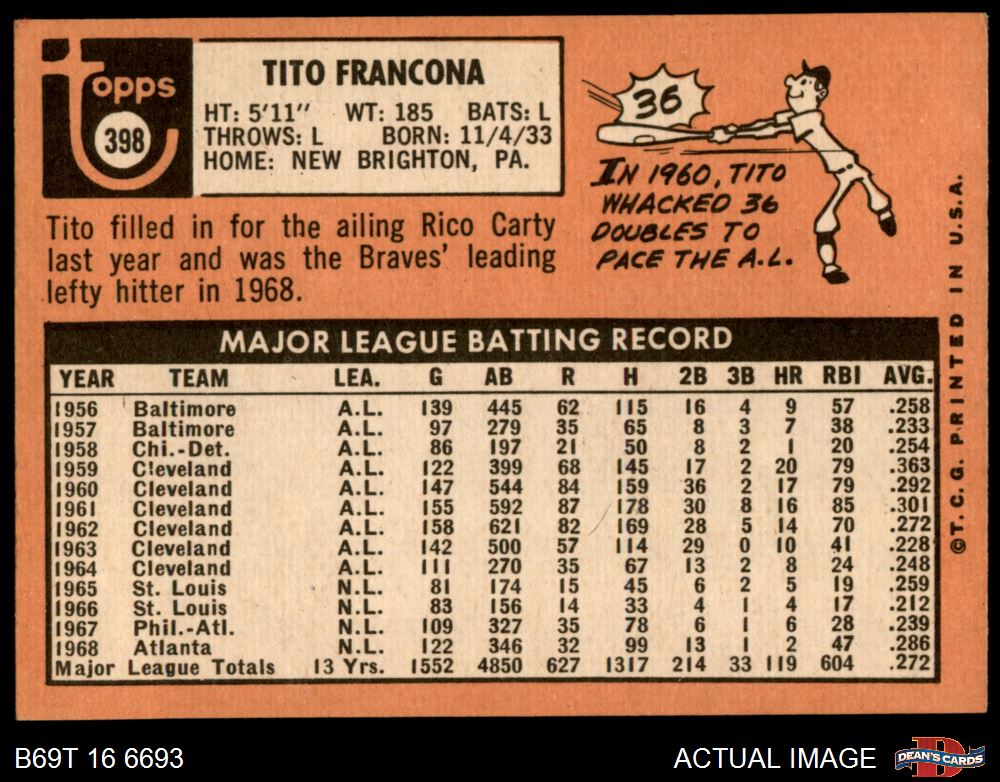 Topps
398
TITO FRANCONA
HT: 5'11" WT: 185 BATS: L
THROWS: L BORN: 11/4/33
HOME: NEW BRIGHTON, PA.
Tito filled in for the ailing Rico Carty
last year and was the Braves' leading
lefty hitter in 1968.
36
IN 1960, TITO
WHACKED 36
DOUBLES TO
PACE THE A.L.
©T.C.G. PRINTED IN U.S.A.
MAJOR LEAGUE BATTING RECORD
YEAR TEAM LEA. G AB R H 2B 3B HR RBI AVG.
1956 Baltimore A.L. 139 445 62 115 16 4 9 57 .258
1957 Baltimore A.L. 97 279 35 65 8 3 7 38 .233
1958 Chi.-Det. A.L. 86 197 21 50 8 2 1 20 .254
1959 Cleveland A.L. 122 399 68 145 17 2 20 79 .363
1960 Cleveland A.L. 147 544 84 159 36 2 17 79 .292
1961 Cleveland A.L. 155 592 87 178 30 8 16 85 .301
1962 Cleveland A.L. 158 621 82 169 28 5 14 70 .272
1963 Cleveland A.L. 142 500 57 114 29 0 10 41 .228
1964 Cleveland A.L. 111 270 35 67 13 2 8 24 .248
1965 St. Louis N.L. 81 174 15 45 6 2 5 19 .259
1966 St. Louis N.L. 83 156 14 33 4 1 4 17 .212
1967 Phil.-Atl. N.L. 109 327 35 78 6 1 6 28 .239
1968 Atlanta N.L. 122 346 32 99 13 1 2 47 .286
Major League Totals 13 Yrs. 1552 4850 627 1317 214 33 119 604 .272
B69T 16 6693
ACTUAL IMAGE
DEAN'S CARDS